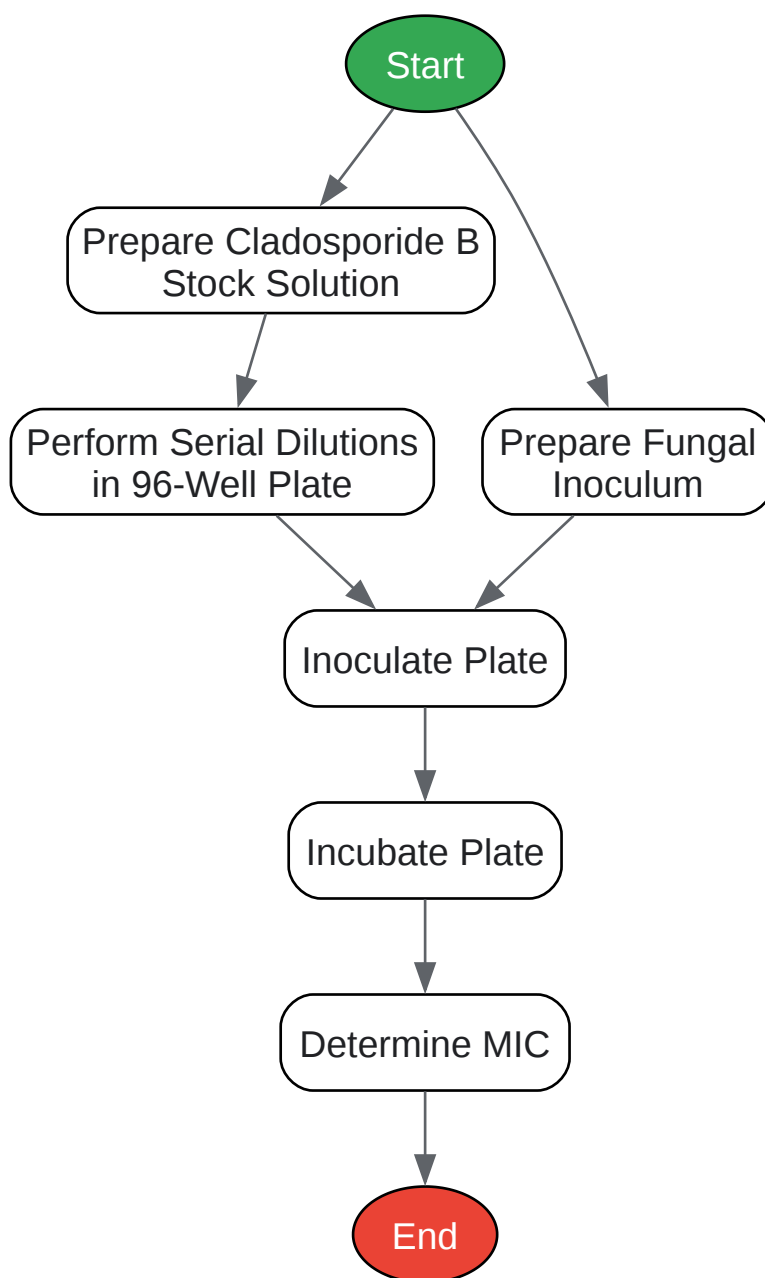 Start
Prepare Cladosporide B
Stock Solution
Perform Serial Dilutions
in 96-Well Plate
Prepare Fungal
Inoculum
Inoculate Plate
Incubate Plate
Determine MIC
End